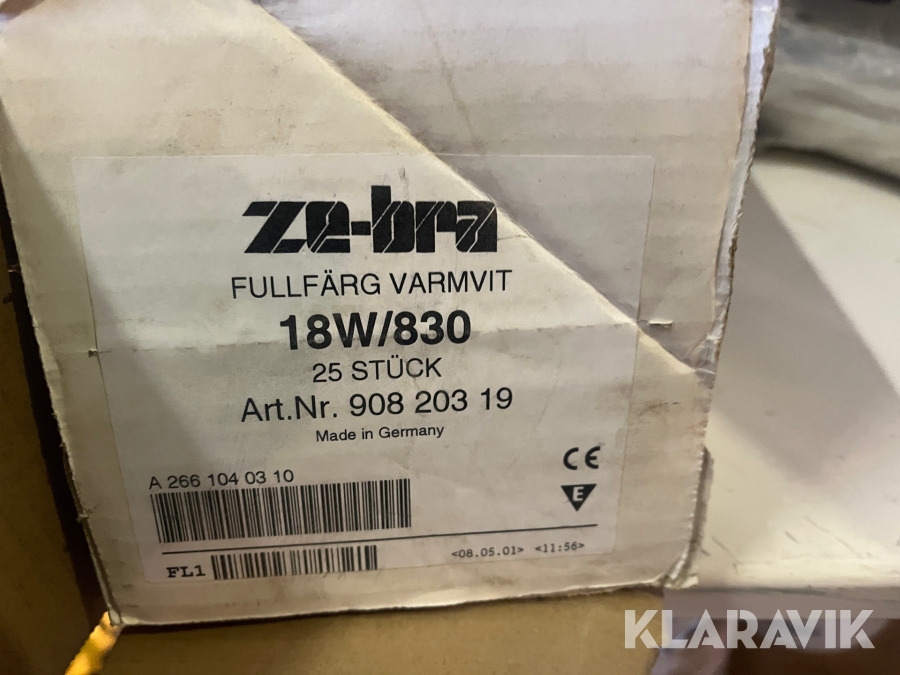 ze-bra
FULLFÄRG VARMVIT
18W/830
25 STÜCK
Art.Nr. 908 203 19
Made in Germany
CE
A 266 104 03 10
E
<08.05.01> <11:56>
FL1
KLARAVIK